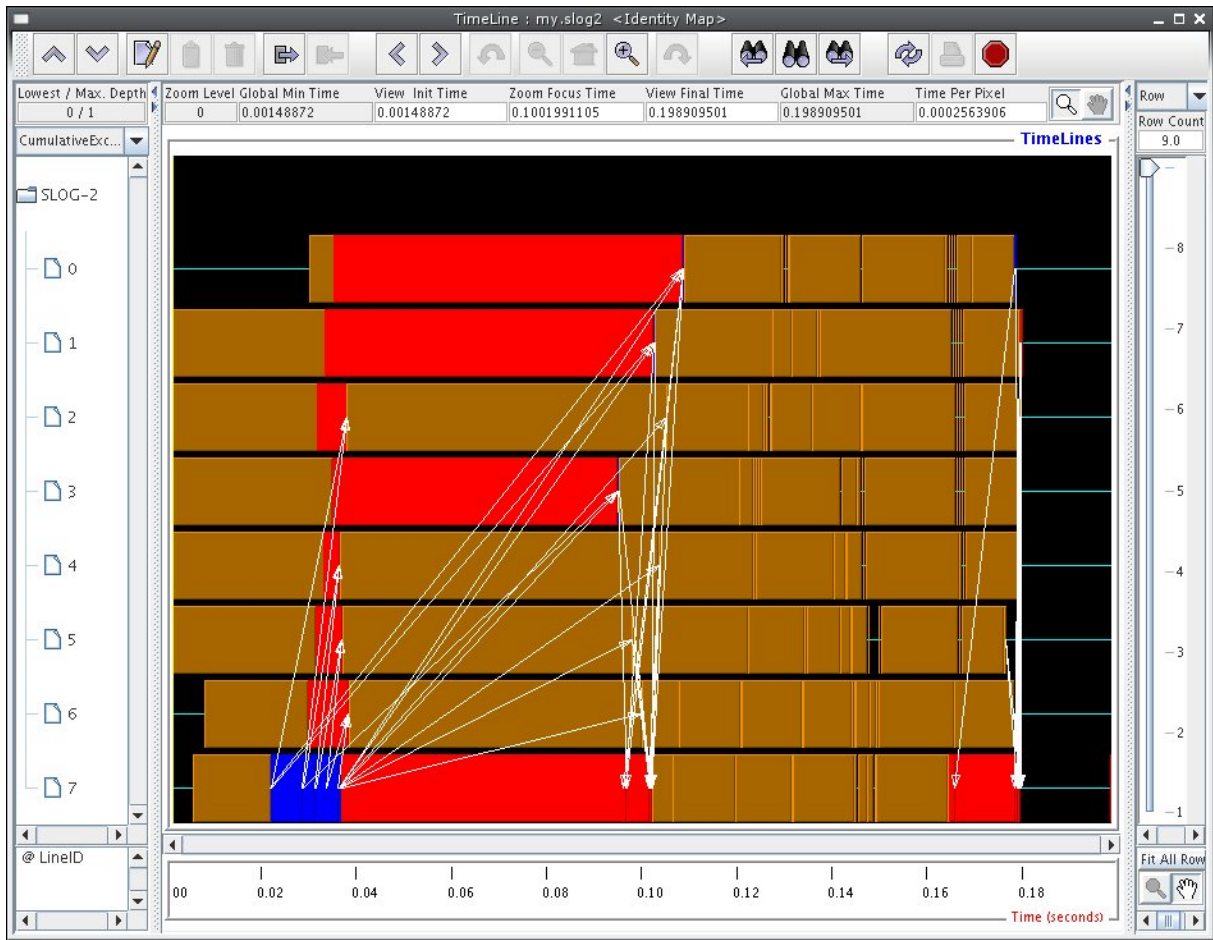 TimeLine : my.slog2 <Identity Map>
Lowest / Max. Depth
0 / 1
Zoom Level
0
Global Min Time
0.00148872
View Init Time
0.00148872
Zoom Focus Time
0.1001991105
View Final Time
0.198909501
Global Max Time
0.198909501
Time Per Pixel
0.0002563906
Row
Row Count
9.0
CumulativeExc...
TimeLines
SLOG-2
0
1
2
3
4
5
6
7
8
7
6
5
4
3
2
1
@ LineID
Fit All Row
00
0.02
0.04
0.06
0.08
0.10
0.12
0.14
0.16
0.18
Time (seconds)